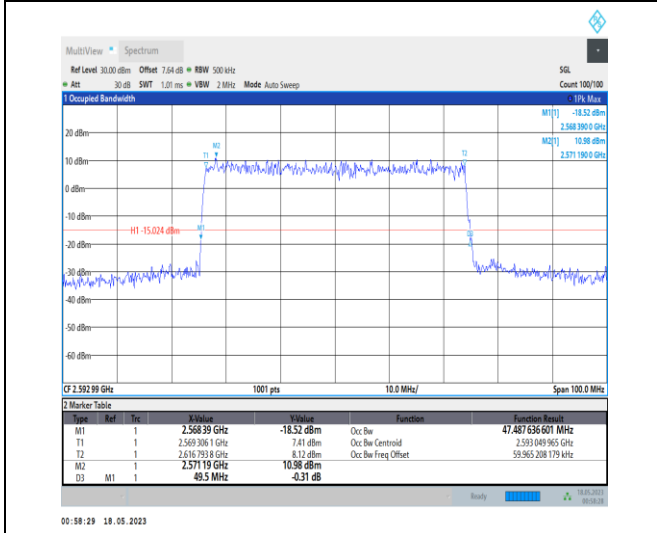 MultiView Spectrum
Ref Level 30.00 dBm Offset 7.64 dB RBW 500 kHz SGL
Att 30 dB SWT 1.01 ms VBW 2 MHz Mode Auto Sweep Count 100/100
1 Occupied Bandwidth 1Pk Max
M1[1] -18.52 dBm
2.568 390 0 GHz
M2[1] 10.98 dBm
2.571 190 0 GHz
20 dBm
M2
T1 T2
10 dBm
0 dBm
-10 dBm
H1 -15.024 dBm M1
D3
-20 dBm
-30 dBm
-40 dBm
-50 dBm
-60 dBm
CF 2.592 99 GHz 1001 pts 10.0 MHz/ Span 100.0 MHz
2 Marker Table
Type Ref Trc X-Value Y-Value Function Function Result
M1 1 2.568 39 GHz -18.52 dBm Occ Bw 47.487 636 601 MHz
T1 1 2.569 306 1 GHz 7.41 dBm Occ Bw Centroid 2.593 049 965 GHz
T2 1 2.616 793 8 GHz 8.12 dBm Occ Bw Freq Offset 59.965 208 179 kHz
M2 1 2.571 19 GHz 10.98 dBm
D3 M1 1 49.5 MHz -0.31 dB
Ready 18.05.2023
00:58:28
00:58:29 18.05.2023